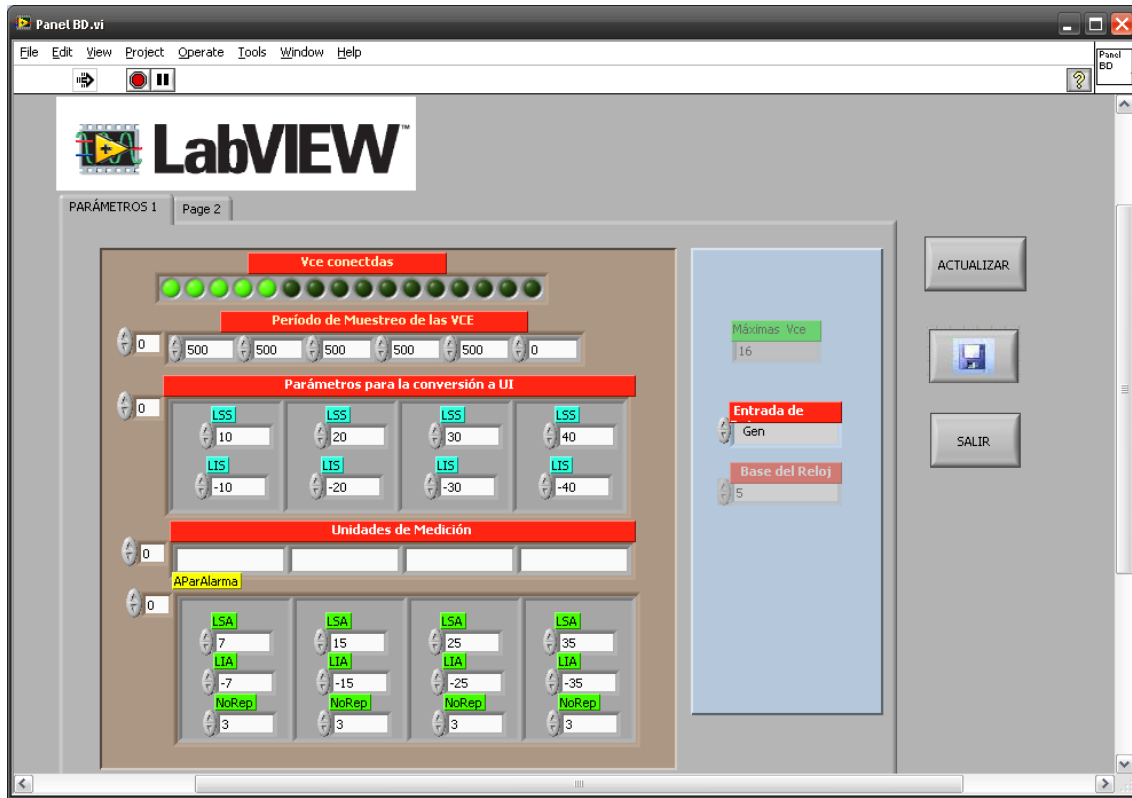 Panel BD.vi
File Edit View Project Operate Tools Window Help
Panel
BD
LabVIEW™
PARÁMETROS 1 Page 2
Vce conectdas
ACTUALIZAR
Período de Muestreo de las VCE
0 500 500 500 500 500 0
Máximas Vce
16
Parámetros para la conversión a UI
0
LSS LSS LSS LSS
10 20 30 40
LIS LIS LIS LIS
-10 -20 -30 -40
Entrada de
Gen
SALIR
Base del Reloj
5
Unidades de Medición
0
AParAlarma
0
LSA LSA LSA LSA
7 15 25 35
LIA LIA LIA LIA
-7 -15 -25 -35
NoRep NoRep NoRep NoRep
3 3 3 3